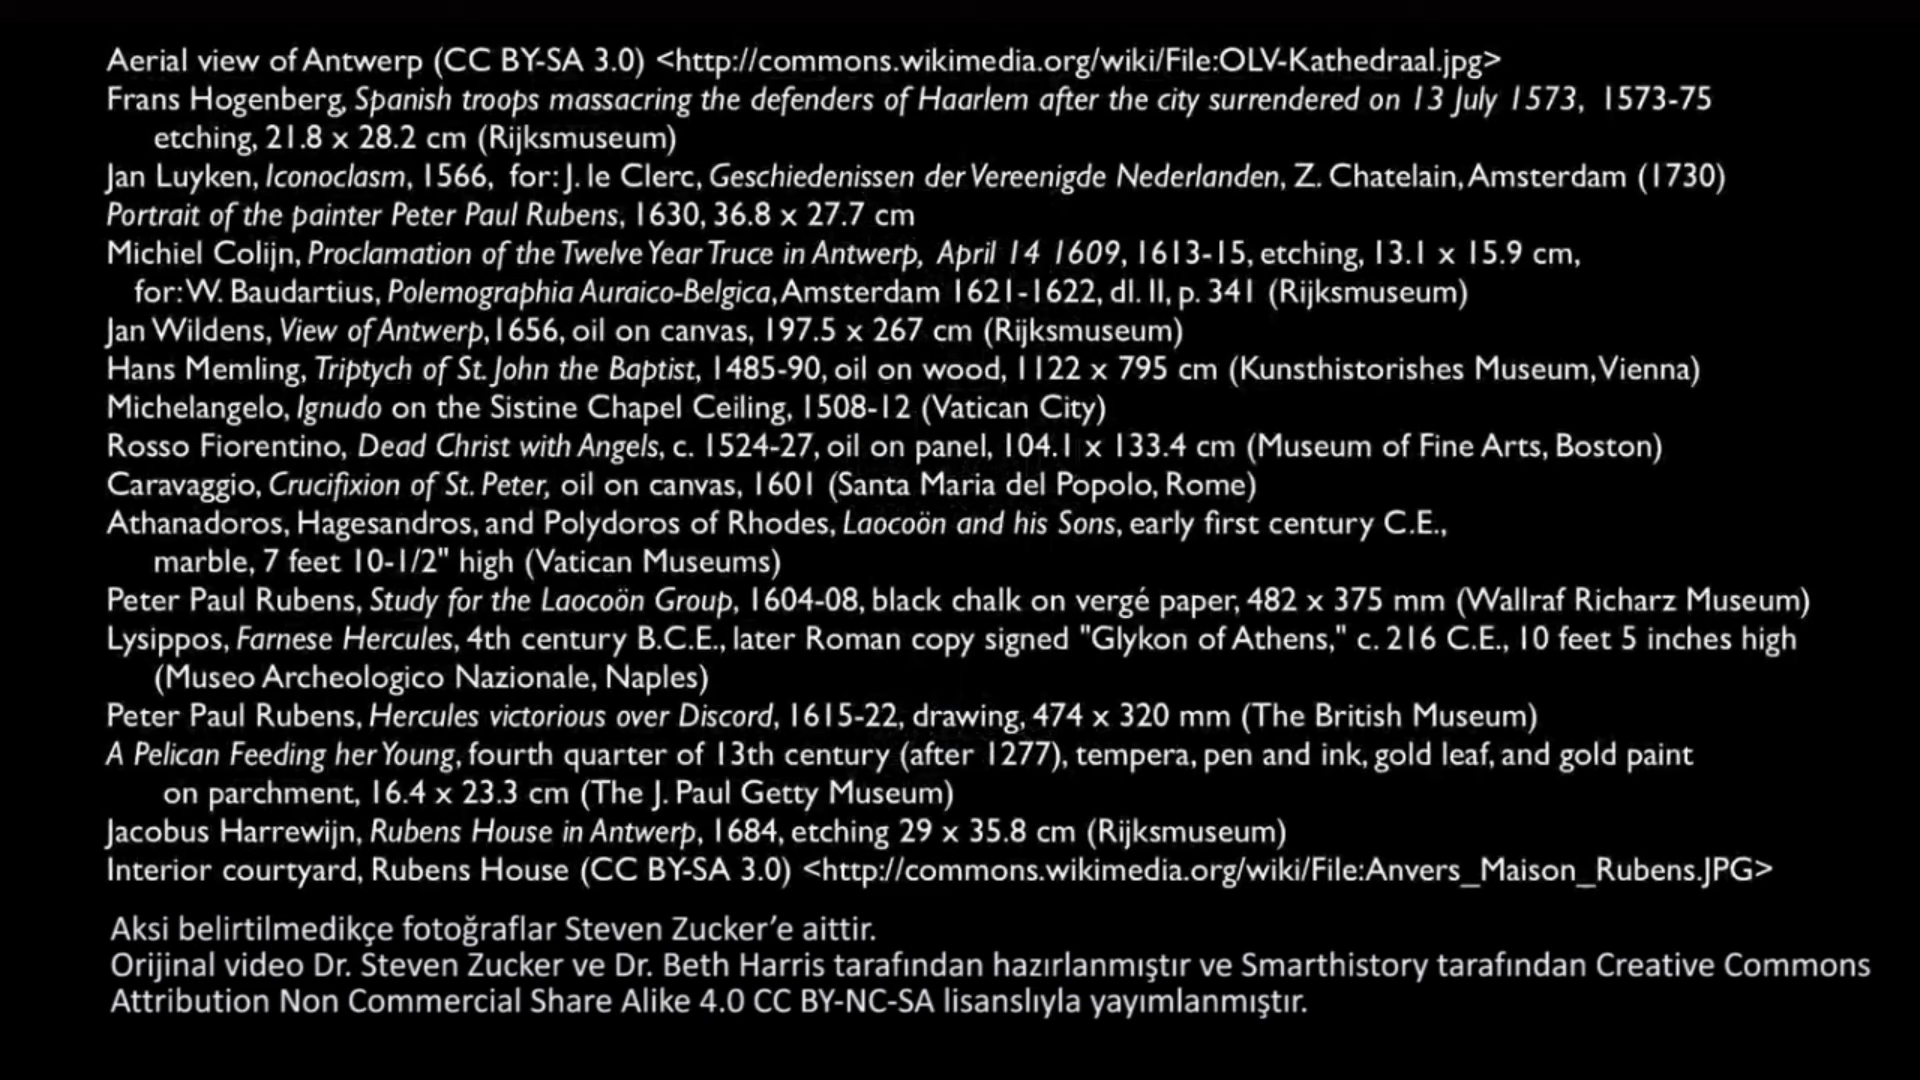 Aerial view of Antwerp (CC BY-SA 3.0) <http://commons.wikimedia.org/wiki/File:OLV-Kathedraal.jpg>
Frans Hogenberg, Spanish troops massacring the defenders of Haarlem after the city surrendered on 13 July 1573, 1573-75
etching, 21.8 x 28.2 cm (Rijksmuseum)
Jan Luyken, Iconoclasm, 1566, for: J. le Clerc, Geschiedenissen der Vereenigde Nederlanden, Z. Chatelain, Amsterdam (1730)
Portrait of the painter Peter Paul Rubens, 1630, 36.8 x 27.7 cm
Michiel Colijn, Proclamation of the Twelve Year Truce in Antwerp, April 14 1609, 1613-15, etching, 13.1 x 15.9 cm,
for: W. Baudartius, Polemographia Auraico-Belgica, Amsterdam 1621-1622, dl. II, p. 341 (Rijksmuseum)
Jan Wildens, View of Antwerp, 1656, oil on canvas, 197.5 x 267 cm (Rijksmuseum)
Hans Memling, Triptych of St. John the Baptist, 1485-90, oil on wood, 1122 x 795 cm (Kunsthistorishes Museum, Vienna)
Michelangelo, Ignudo on the Sistine Chapel Ceiling, 1508-12 (Vatican City)
Rosso Fiorentino, Dead Christ with Angels, c. 1524-27, oil on panel, 104.1 x 133.4 cm (Museum of Fine Arts, Boston)
Caravaggio, Crucifixion of St. Peter, oil on canvas, 1601 (Santa Maria del Popolo, Rome)
Athanadoros, Hagesandros, and Polydoros of Rhodes, Laocoön and his Sons, early first century C.E.,
marble, 7 feet 10-1/2" high (Vatican Museums)
Peter Paul Rubens, Study for the Laocoön Group, 1604-08, black chalk on vergé paper, 482 x 375 mm (Wallraf Richarz Museum)
Lysippos, Farnese Hercules, 4th century B.C.E., later Roman copy signed "Glykon of Athens," c. 216 C.E., 10 feet 5 inches high
(Museo Archeologico Nazionale, Naples)
Peter Paul Rubens, Hercules victorious over Discord, 1615-22, drawing, 474 x 320 mm (The British Museum)
A Pelican Feeding her Young, fourth quarter of 13th century (after 1277), tempera, pen and ink, gold leaf, and gold paint
on parchment, 16.4 x 23.3 cm (The J. Paul Getty Museum)
Jacobus Harrewijn, Rubens House in Antwerp, 1684, etching 29 x 35.8 cm (Rijksmuseum)
Interior courtyard, Rubens House (CC BY-SA 3.0) <http://commons.wikimedia.org/wiki/File:Anvers_Maison_Rubens.JPG>
Aksi belirtilmedikçe fotoğraflar Steven Zucker’e aittir.
Orijinal video Dr. Steven Zucker ve Dr. Beth Harris tarafından hazırlanmıştır ve Smarthistory tarafından Creative Commons
Attribution Non Commercial Share Alike 4.0 CC BY-NC-SA lisanslıyla yayımlanmıştır.